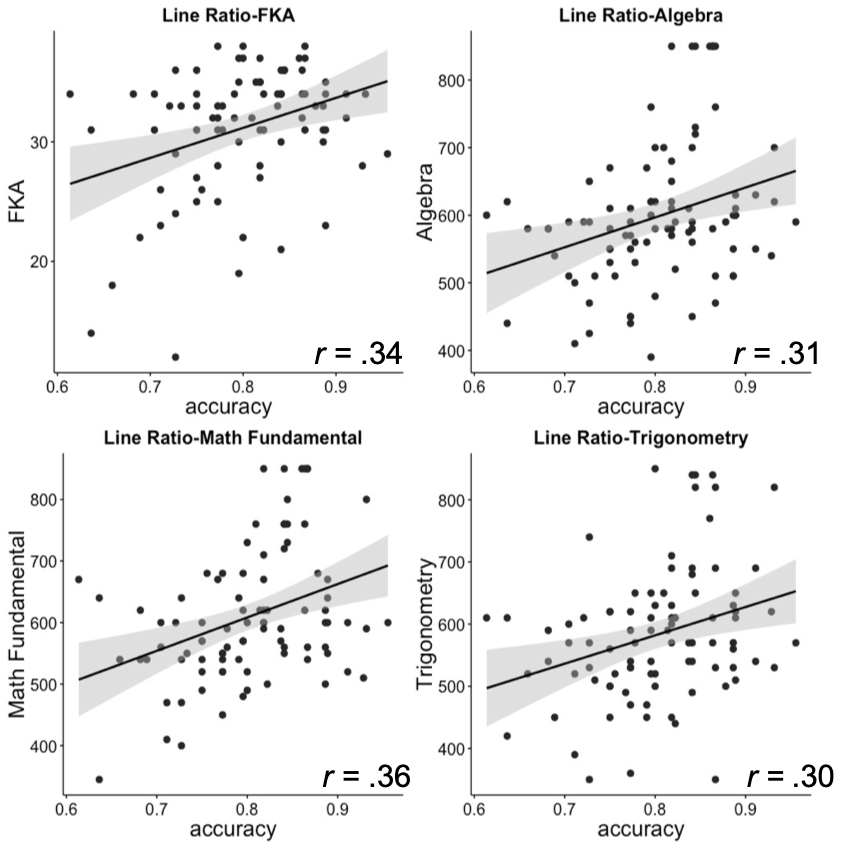 Line Ratio-FKA
FKA
30
20
0.6 0.7 0.8 0.9
accuracy
r = .34
Line Ratio-Algebra
Algebra
800
700
600
500
400
0.6 0.7 0.8 0.9
accuracy
r = .31
Line Ratio-Math Fundamental
Math Fundamental
800
700
600
500
400
0.6 0.7 0.8 0.9
accuracy
r = .36
Line Ratio-Trigonometry
Trigonometry
800
700
600
500
400
0.6 0.7 0.8 0.9
accuracy
r = .30